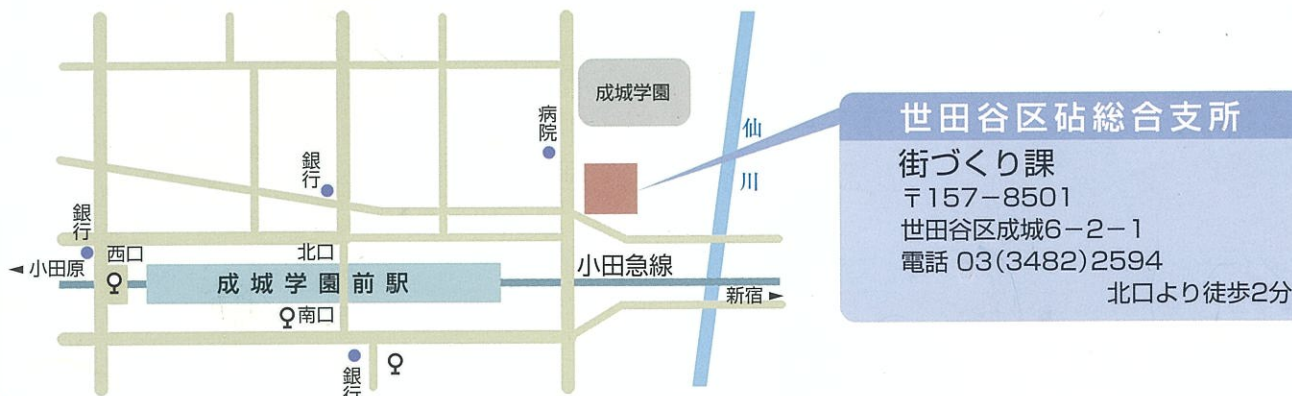 成城学園
病院
仙川
銀行
銀行
西口
北口
◄ 小田原
成城学園前駅
小田急線
新宿 ►
南口
銀行
世田谷区砧総合支所
街づくり課
〒157-8501
世田谷区成城6-2-1
電話 03(3482)2594
北口より徒歩2分